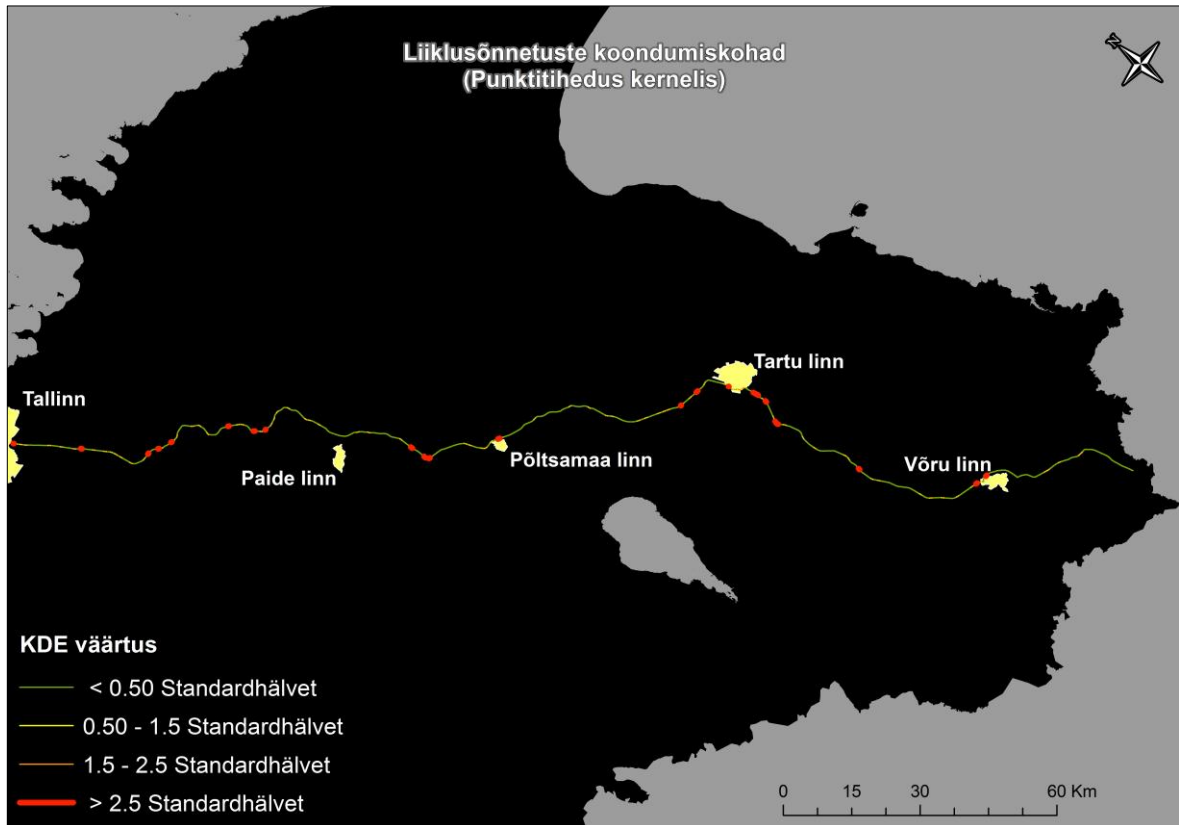 Liiklusõnnetuste koondumiskohad
(Punktitihedus kernelis)
N
Tallinn
Paide linn
Põltsamaa linn
Tartu linn
Võru linn
KDE väärtus
< 0.50 Standardhälvet
0.50 - 1.5 Standardhälvet
1.5 - 2.5 Standardhälvet
> 2.5 Standardhälvet
0 15 30 60 Km